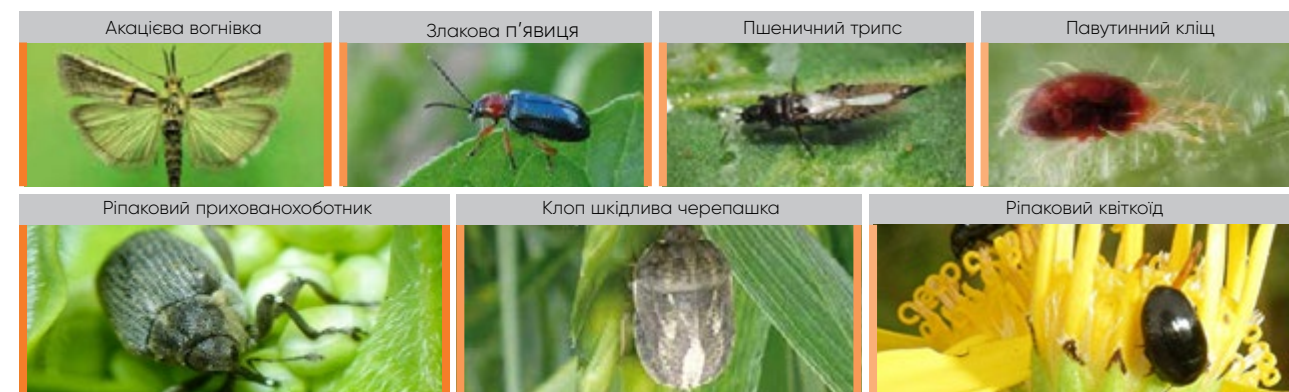 Акацієва вогнівка
Злакова п’явиця
Пшеничний трипс
Павутинний кліщ
Ріпаковий прихованохоботник
Клоп шкідлива черепашка
Ріпаковий квіткоїд